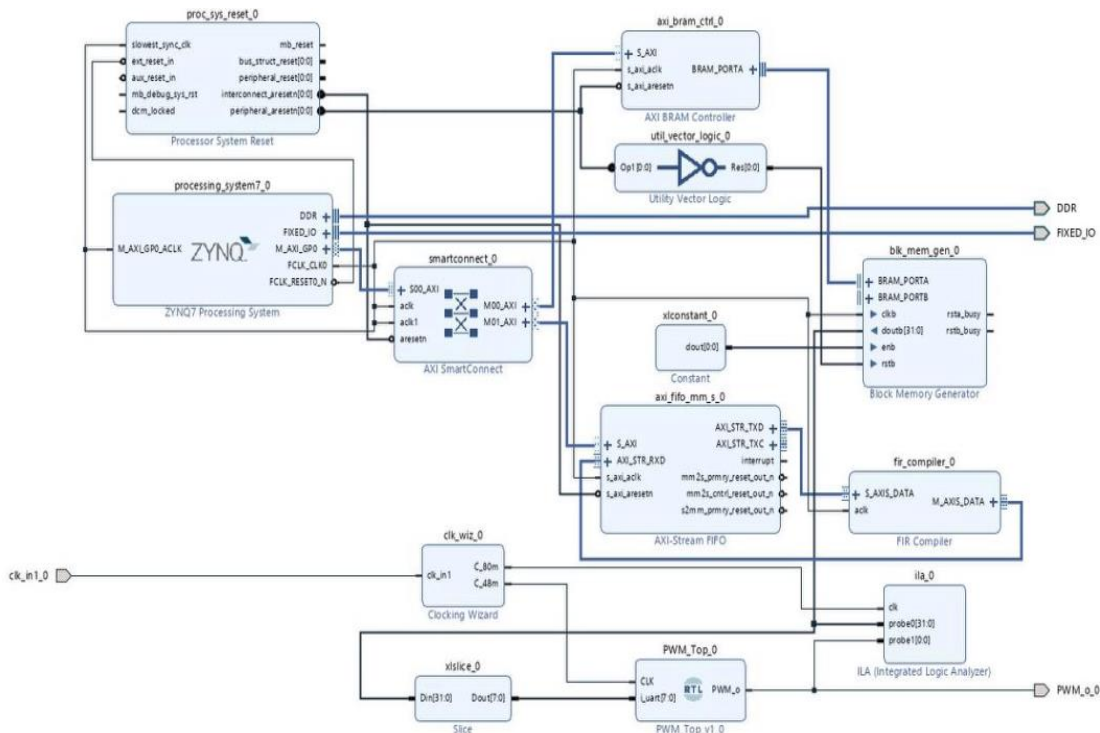 proc_sys_reset_0
slowest_sync_clk
mb_reset
ext_reset_in
bus_struct_reset[0:0]
aux_reset_in
peripheral_reset[0:0]
mb_debug_sys_rst
interconnect_aresetn[0:0]
dcm_locked
peripheral_aresetn[0:0]
Processor System Reset
axi_bram_ctrl_0
S_AXI
s_axi_aclk
BRAM_PORTA
s_axi_aresetn
AXI BRAM Controller
util_vector_logic_0
Op1[0:0]
Res[0:0]
Utility Vector Logic
processing_system7_0
DDR
FIXED_IO
M_AXI_GP0_ACLK
ZYNQ
M_AXI_GP0
FCLK_CLK0
FCLK_RESET0_N
ZYNQ7 Processing System
DDR
FIXED_IO
smartconnect_0
S00_AXI
aclk
M00_AXI
aclk1
M01_AXI
aresetn
AXI SmartConnect
blk_mem_gen_0
BRAM_PORTA
BRAM_PORTB
clkb
rsta_busy
doutb[31:0]
rstb_busy
enb
rstb
Block Memory Generator
xlconstant_0
dout[0:0]
Constant
axi_fifo_mm_s_0
AXI_STR_TXD
S_AXI
AXI_STR_TXC
AXI_STR_RXD
interrupt
s_axi_aclk
mm2s_prmry_reset_out_n
s_axi_aresetn
mm2s_cntrl_reset_out_n
s2mm_prmry_reset_out_n
AXI-Stream FIFO
fir_compiler_0
S_AXIS_DATA
M_AXIS_DATA
aclk
FIR Compiler
clk_in1_0
clk_wiz_0
clk_in1
C_80m
C_48m
Clocking Wizard
ila_0
clk
probe0[31:0]
probe1[0:0]
ILA (Integrated Logic Analyzer)
xlslice_0
Din[31:0]
Dout[7:0]
Slice
PWM_Top_0
CLK
i_uart[7:0]
RTL
PWM_o
PWM_Top_v1_0
PWM_o_0